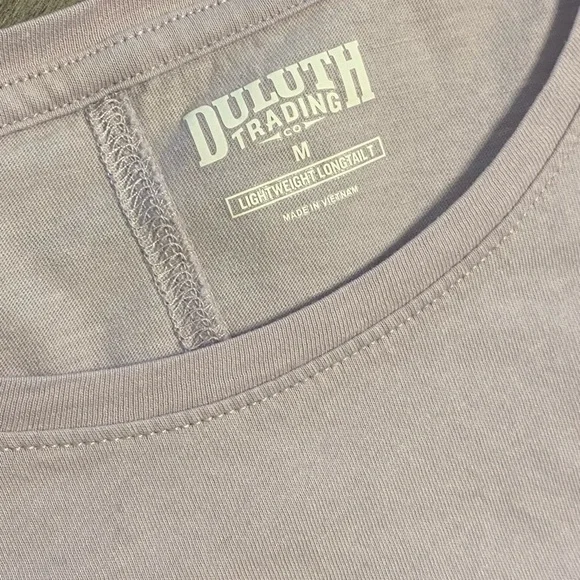 DULUTH
TRADING
CO
M
LIGHTWEIGHT LONGTAIL T
MADE IN VIETNAM